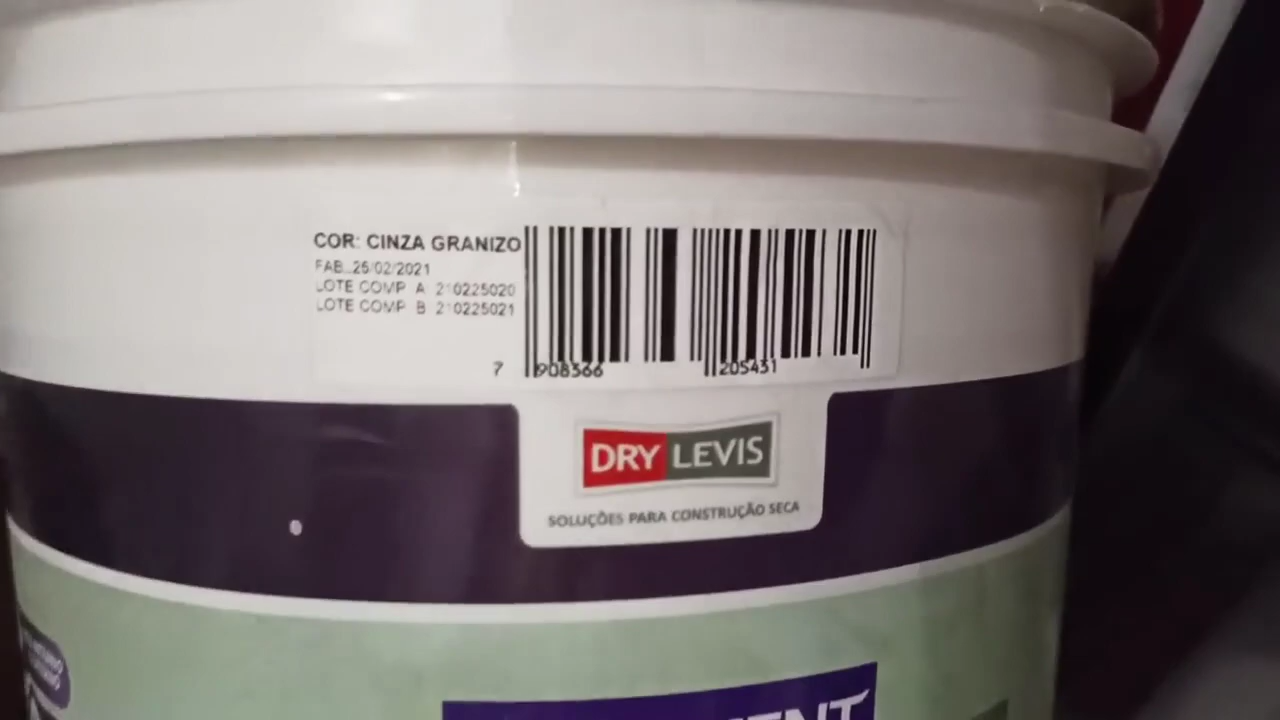 COR: CINZA GRANIZO
FAB. 25/02/2021
LOTE COMP A 210225020
LOTE COMP B 210225021
7 908366 205431
DRY LEVIS
SOLUÇÕES PARA CONSTRUÇÃO SECA